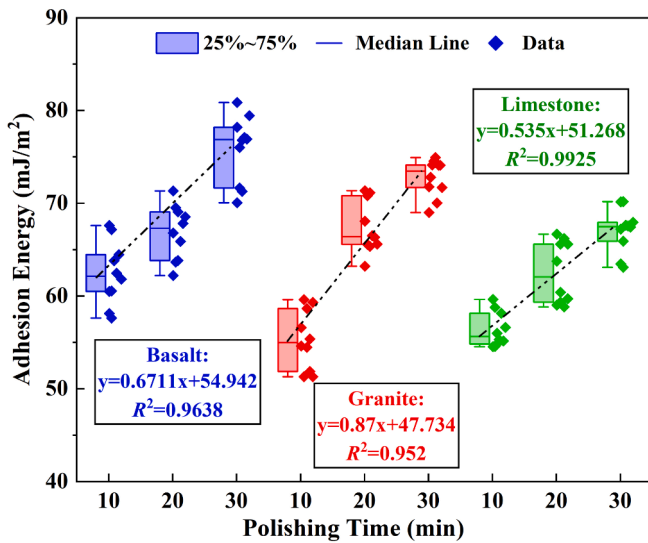 90
80
70
60
50
40
Adhesion Energy (mJ/m²)
25%~75%
Median Line
Data
Limestone:
y=0.535x+51.268
R²=0.9925
Basalt:
y=0.6711x+54.942
R²=0.9638
Granite:
y=0.87x+47.734
R²=0.952
10 20 30 10 20 30 10 20 30
Polishing Time (min)